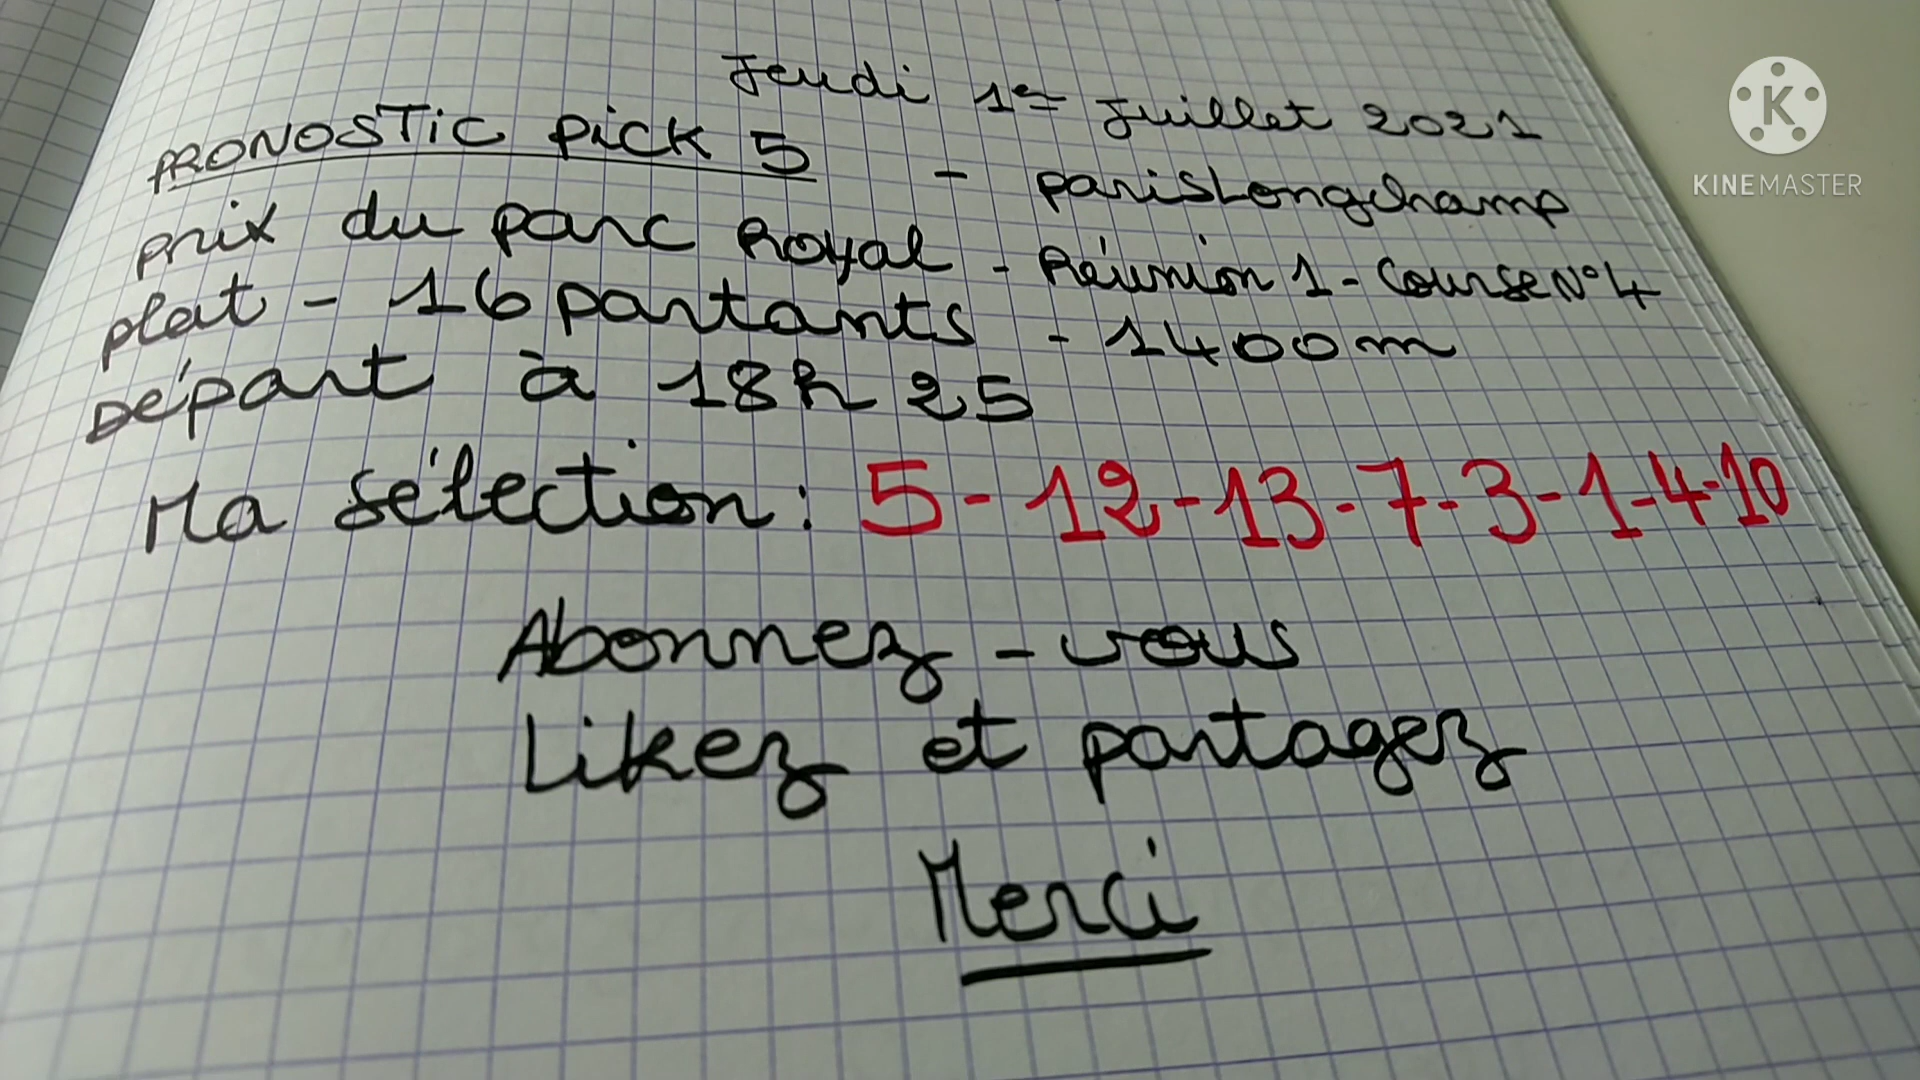 Jeudi 1er Juillet 2021
PRONOSTIC PICK 5 - ParisLongchamp
prix du parc Royal - Réunion 1 - Course N°4
plat - 16 partants - 1400m
Départ à 18h25
Ma sélection : 5-12-13-7-3-1-4-10
Abonnez-vous
Likez et partagez
Merci
K
KINEMASTER